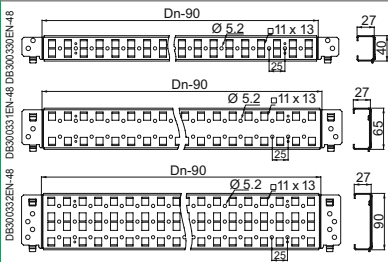 DB300330EN-48
Dn-90
Ø 5.2
□11 x 13
25
27
40
DB300331EN-48
Dn-90
Ø 5.2
□11 x 13
25
27
65
DB300332EN-48
Dn-90
Ø 5.2
□11 x 13
25
27
90